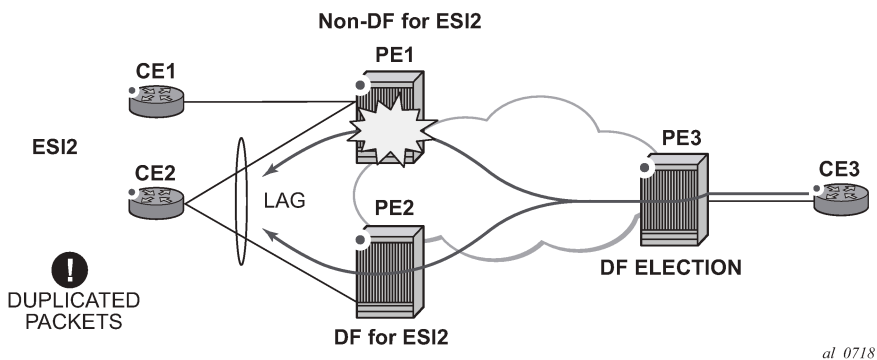 Non-DF for ESI2
PE1
CE1
ESI2
CE2
LAG
PE2
PE3
CE3
DF ELECTION
!
DUPLICATED
PACKETS
DF for ESI2
al_0718